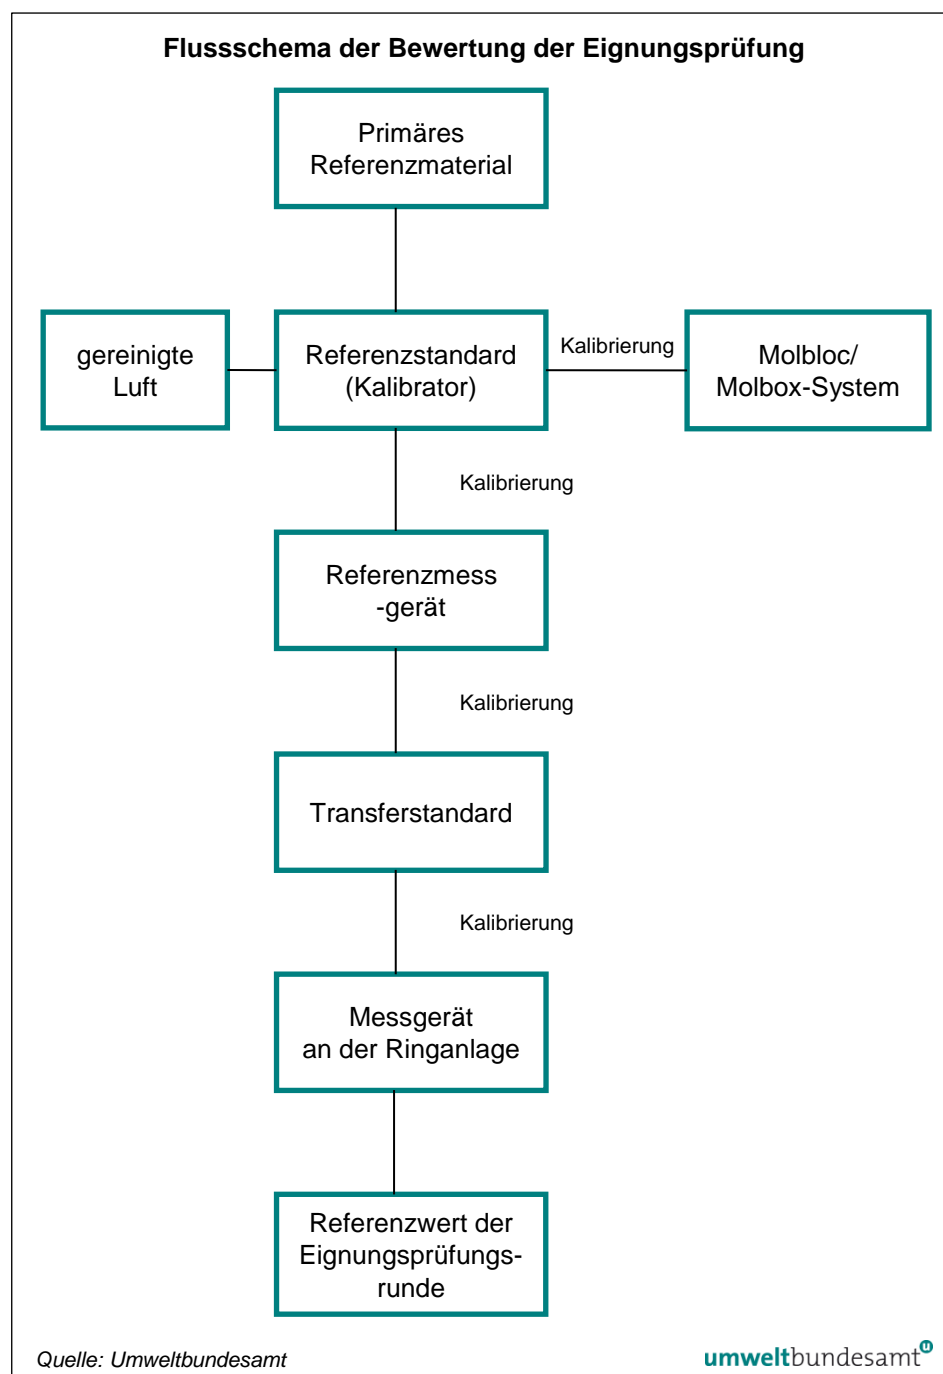 Flussschema der Bewertung der Eignungsprüfung
Primäres
Referenzmaterial
gereinigte
Luft
Referenzstandard
(Kalibrator)
Kalibrierung
Molbloc/
Molbox-System
Kalibrierung
Referenzmess
-gerät
Kalibrierung
Transferstandard
Kalibrierung
Messgerät
an der Ringanlage
Referenzwert der
Eignungsprüfungs-
runde
Quelle: Umweltbundesamt
umweltbundesamt u